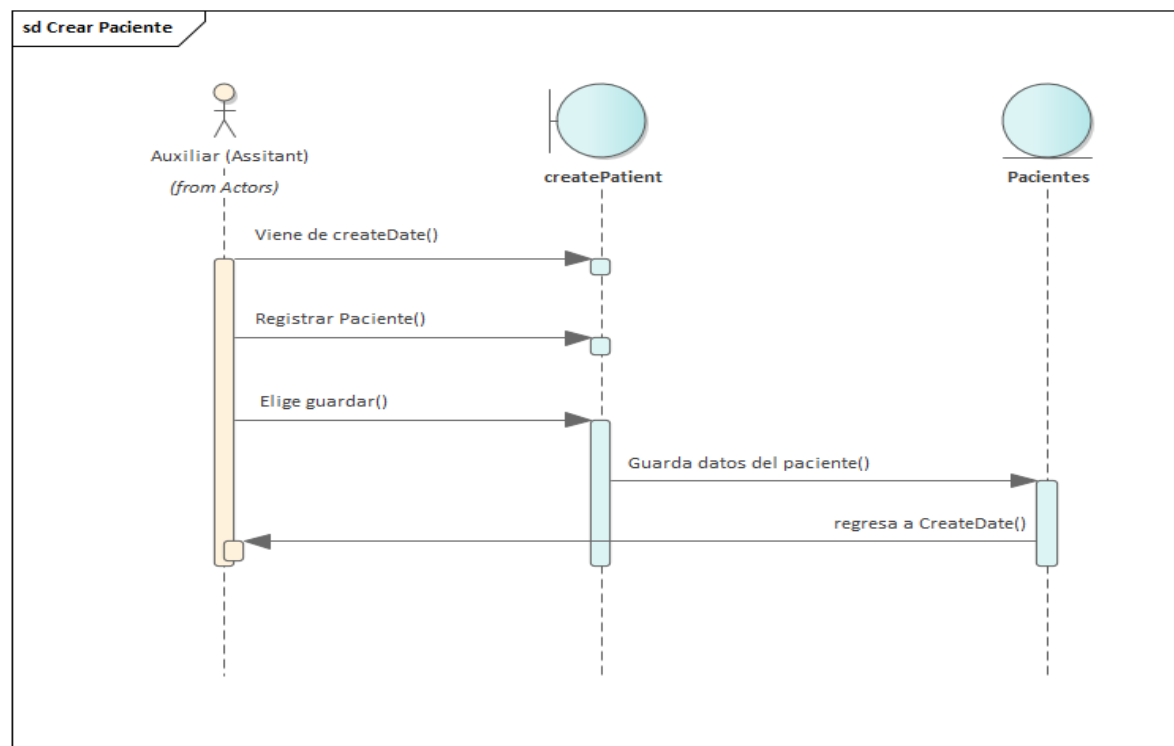 sd Crear Paciente
Auxiliar (Assitant)
(from Actors)
createPatient
Pacientes
Viene de createDate()
Registrar Paciente()
Elige guardar()
Guarda datos del paciente()
regresa a CreateDate()